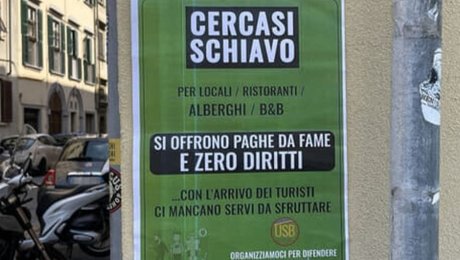 CERCASI
SCHIAVO
PER LOCALI / RISTORANTI /
ALBERGHI / B&B
SI OFFRONO PAGHE DA FAME
E ZERO DIRITTI
...CON L'ARRIVO DEI TURISTI
CI MANCANO SERVI DA SFRUTTARE
USB
ORGANIZZIAMOCI PER DIFENDERE